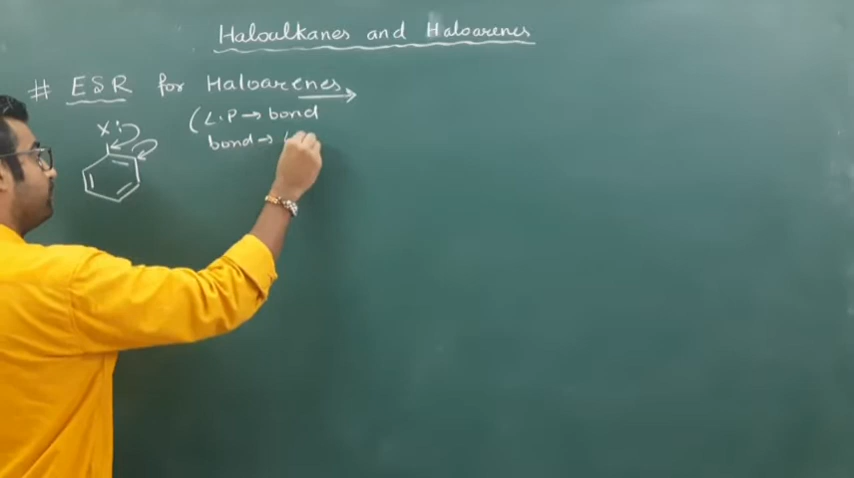 Haloalkanes and Haloarenes
# ESR for Haloarenes
(L.P → bond
bond →
X: